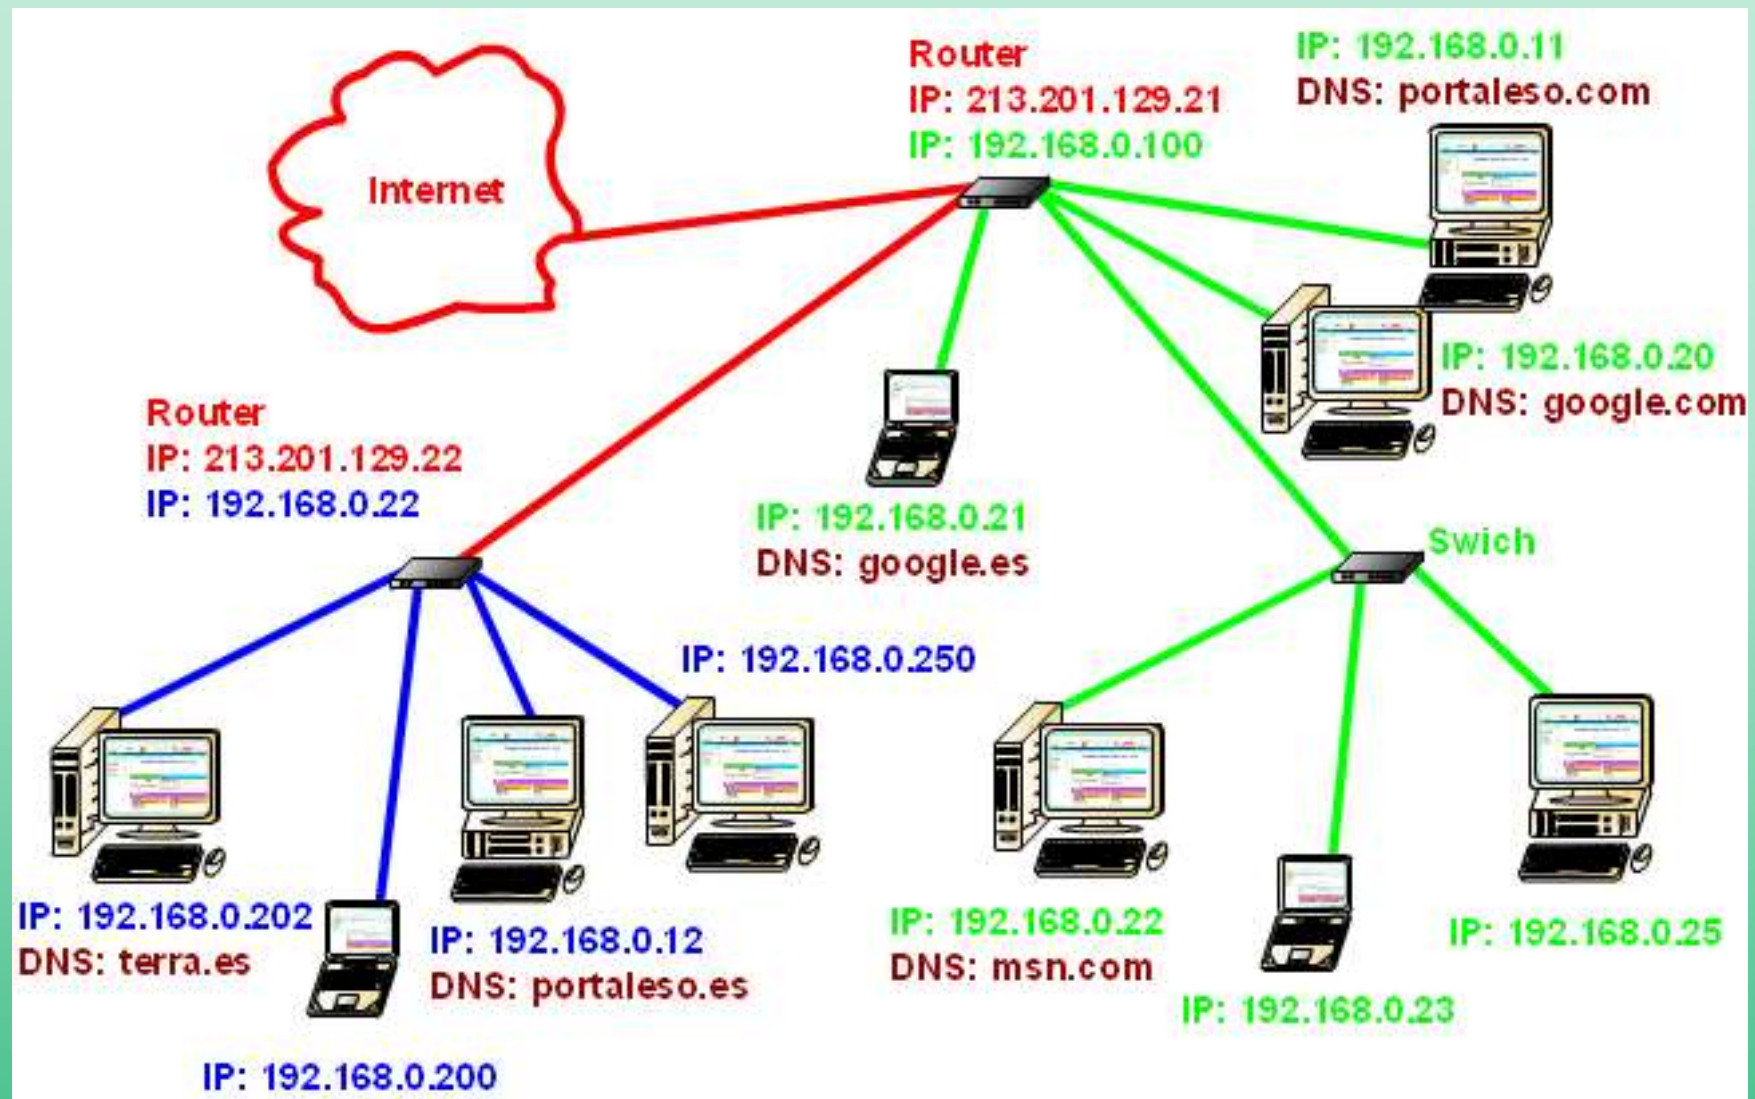 Router
IP: 213.201.129.21
IP: 192.168.0.100
IP: 192.168.0.11
DNS: portaleso.com
Internet
IP: 192.168.0.20
DNS: google.com
Router
IP: 213.201.129.22
IP: 192.168.0.22
IP: 192.168.0.21
DNS: google.es
Swich
IP: 192.168.0.250
IP: 192.168.0.202
DNS: terra.es
IP: 192.168.0.12
DNS: portaleso.es
IP: 192.168.0.200
IP: 192.168.0.22
DNS: msn.com
IP: 192.168.0.23
IP: 192.168.0.25